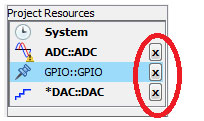 Project Resources
System
ADC::ADC x
GPIO::GPIO x
*DAC::DAC x